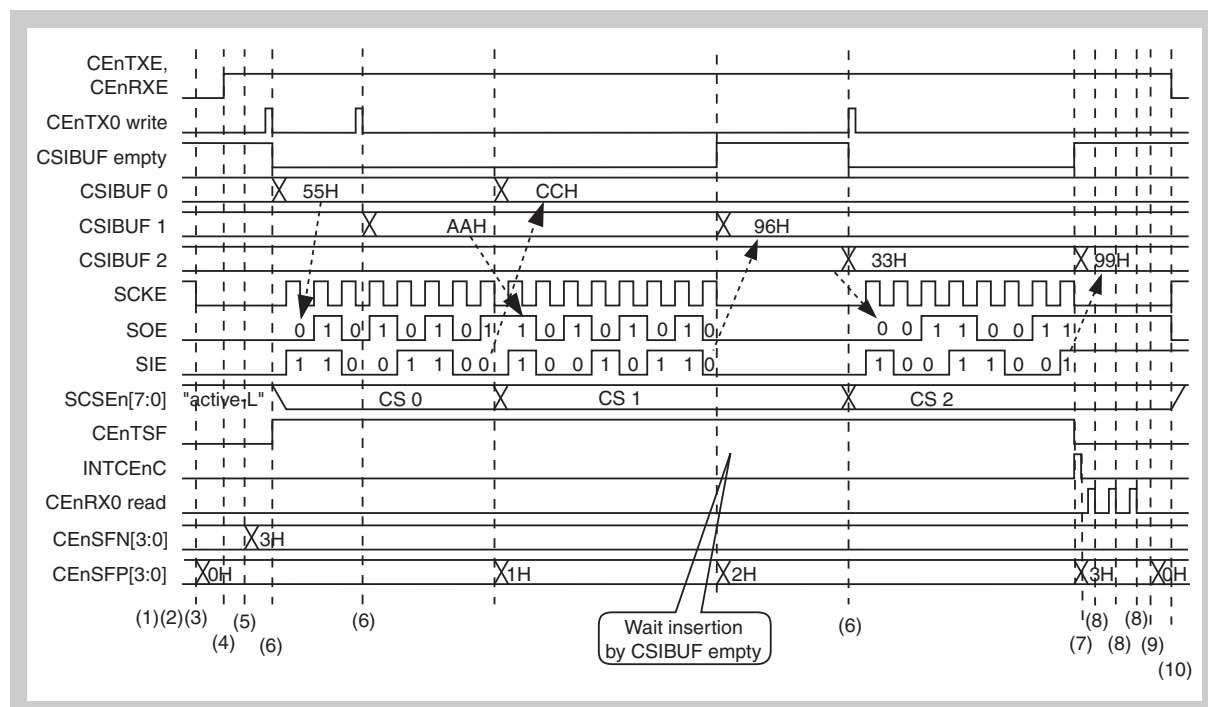 CEnTXE,
CEnRXE
CEnTX0 write
CSIBUF empty
CSIBUF 0 55H CCH
CSIBUF 1 AAH 96H
CSIBUF 2 33H 99H
SCKE
SOE 0 1 0 1 0 1 0 1 1 0 1 0 1 0 1 0 0 0 1 1 0 0 1 1
SIE 1 1 0 0 1 1 0 0 1 0 0 1 0 1 1 0 1 0 0 1 1 0 0 1
SCSEn[7:0] "active-L" CS 0 CS 1 CS 2
CEnTSF
INTCEnC
CEnRX0 read
CEnSFN[3:0] 3H
CEnSFP[3:0] 0H 1H 2H 3H 0H
(1)(2)(3) (4) (5) (6) (6) (6) (7) (8) (8) (8) (9) (10)
Wait insertion
by CSIBUF empty